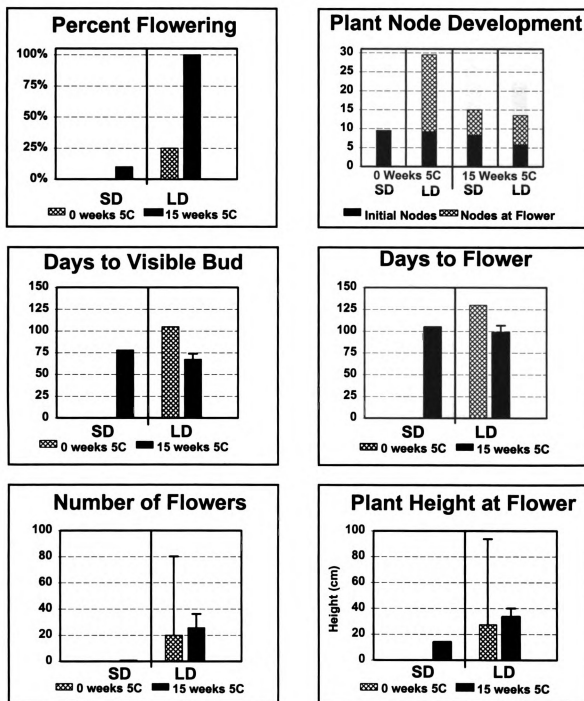 Percent Flowering
100%
75%
50%
25%
0%
SD
LD
0 weeks 5C
15 weeks 5C
Plant Node Development
30
25
20
15
10
5
0
0 Weeks 5C
15 Weeks 5C
SD
LD
SD
LD
Initial Nodes
Nodes at Flower
Days to Visible Bud
150
125
100
75
50
25
0
SD
LD
0 weeks 5C
15 weeks 5C
Days to Flower
150
125
100
75
50
25
0
SD
LD
0 weeks 5C
15 weeks 5C
Number of Flowers
100
80
60
40
20
0
SD
LD
0 weeks 5C
15 weeks 5C
Plant Height at Flower
Height (cm)
100
80
60
40
20
0
SD
LD
0 weeks 5C
15 weeks 5C